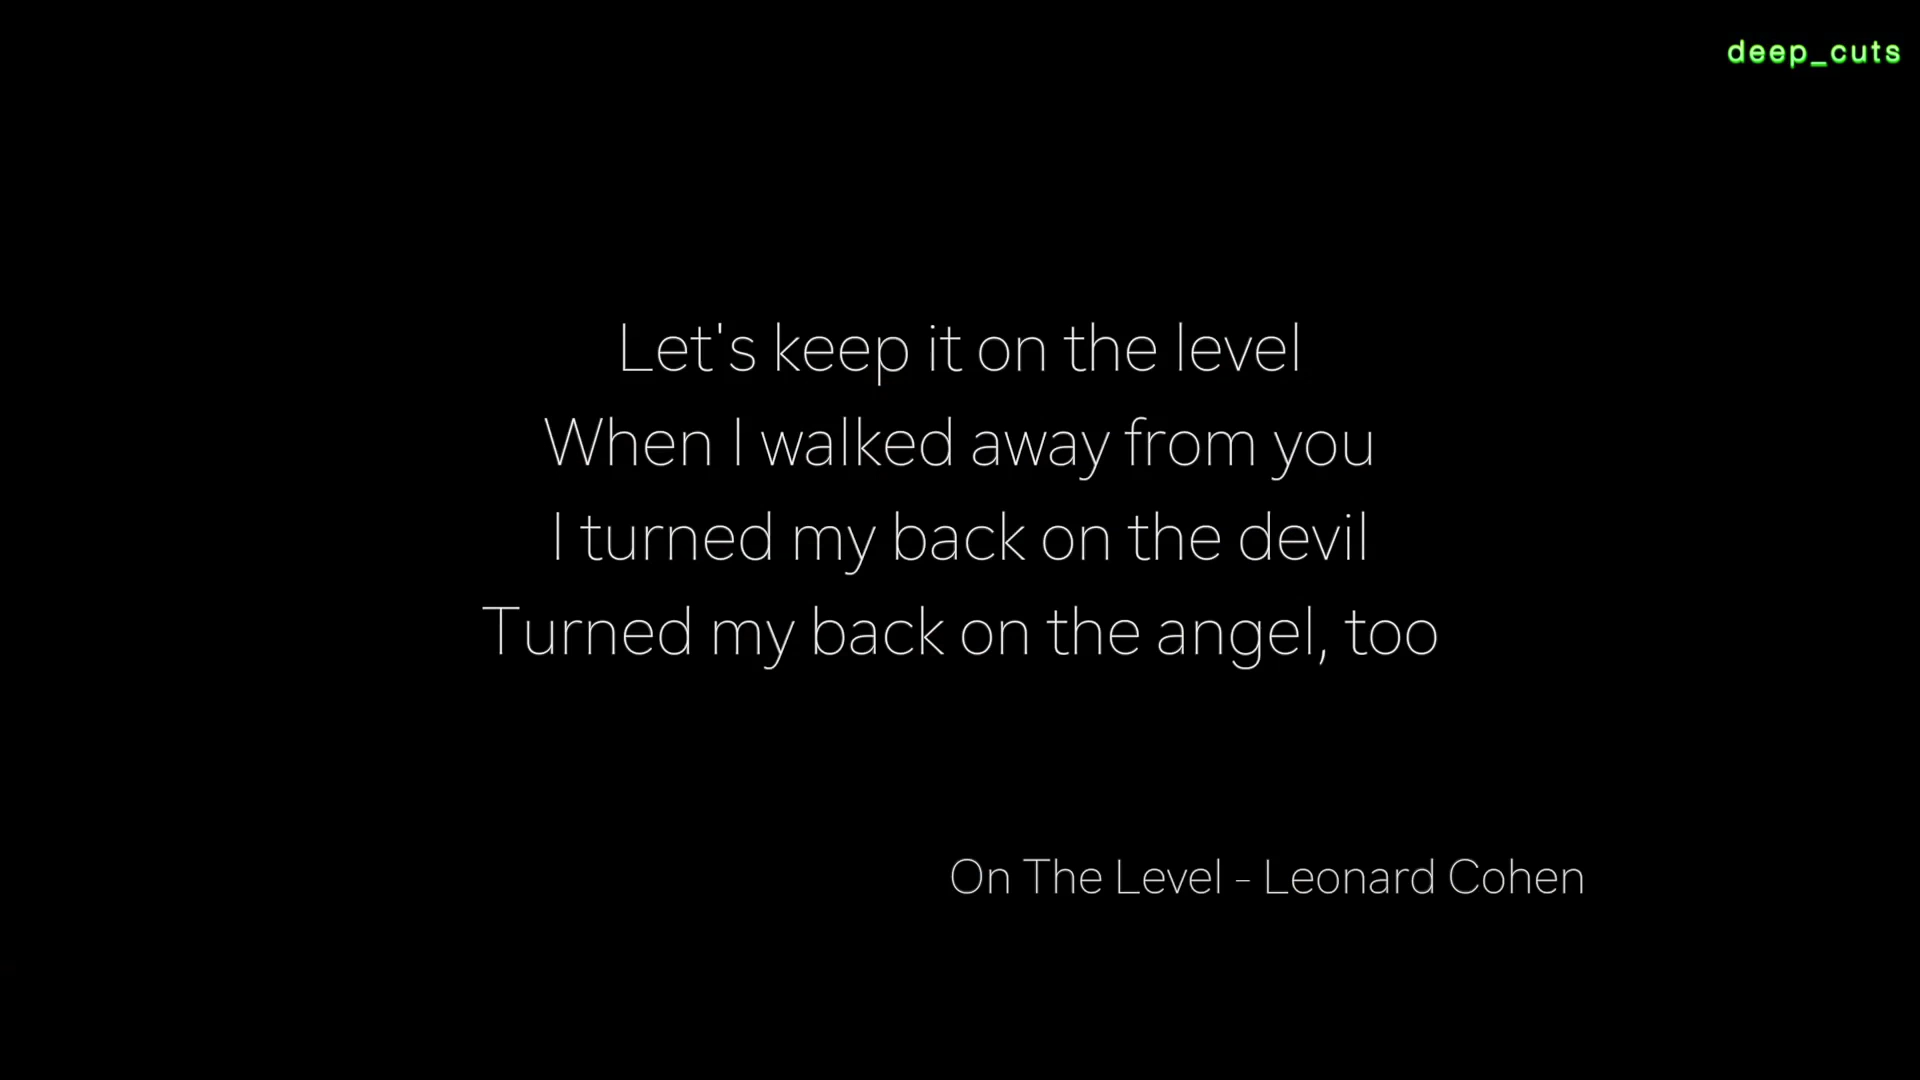 deep_cuts
Let's keep it on the level
When I walked away from you
I turned my back on the devil
Turned my back on the angel, too
On The Level - Leonard Cohen